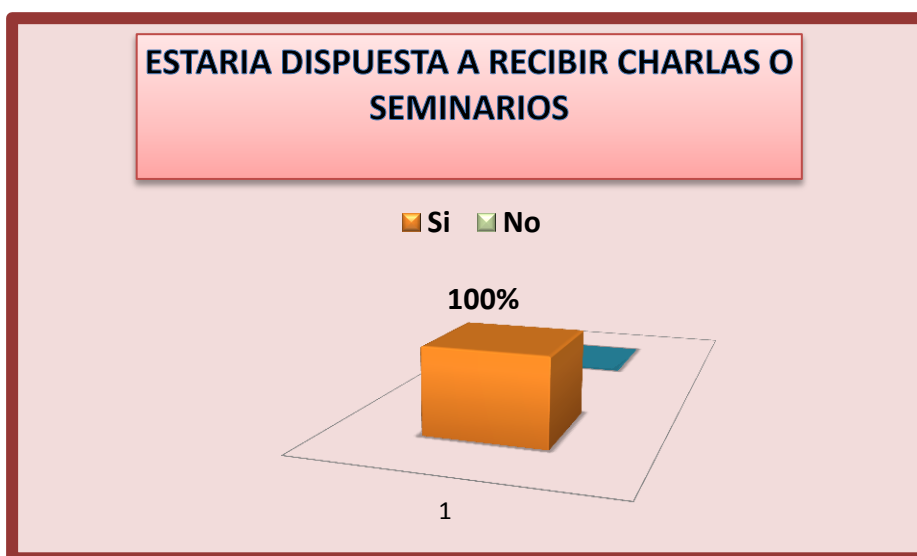 ESTARIA DISPUESTA A RECIBIR CHARLAS O
SEMINARIOS
Si No
100%
1